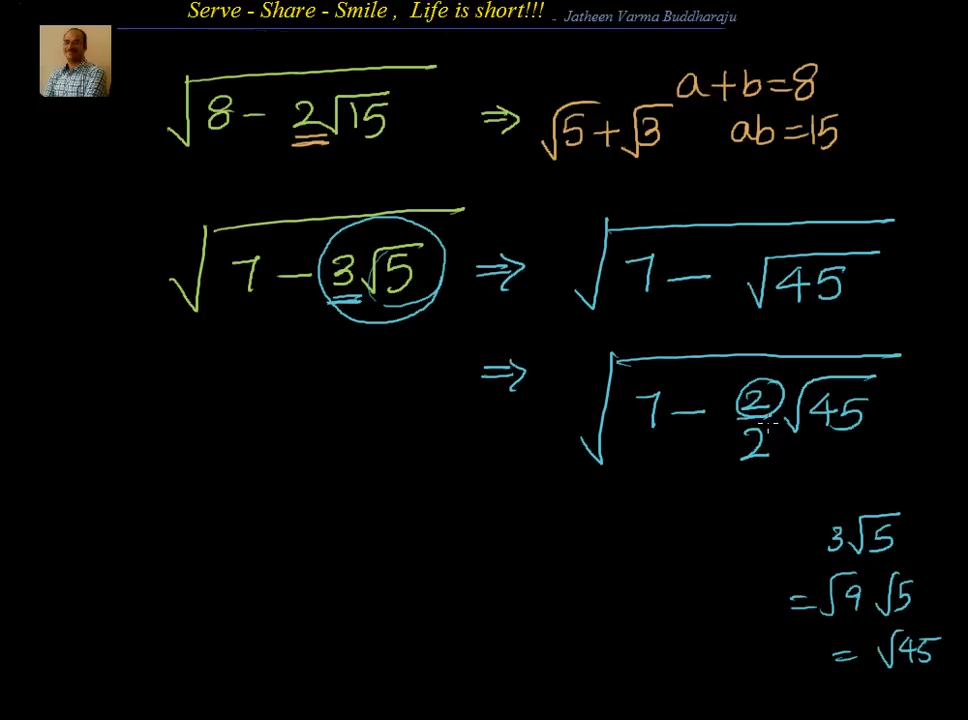 Serve - Share - Smile , Life is short!!! - Jatheen Varma Buddharaju
√(8 - 2√15) ⇒ √5 + √3 a+b=8
ab=15
√(7 - 3√5) ⇒ √(7 - √45)
⇒ √(7 - 2/2 √45)
3√5
= √9 √5
= √45